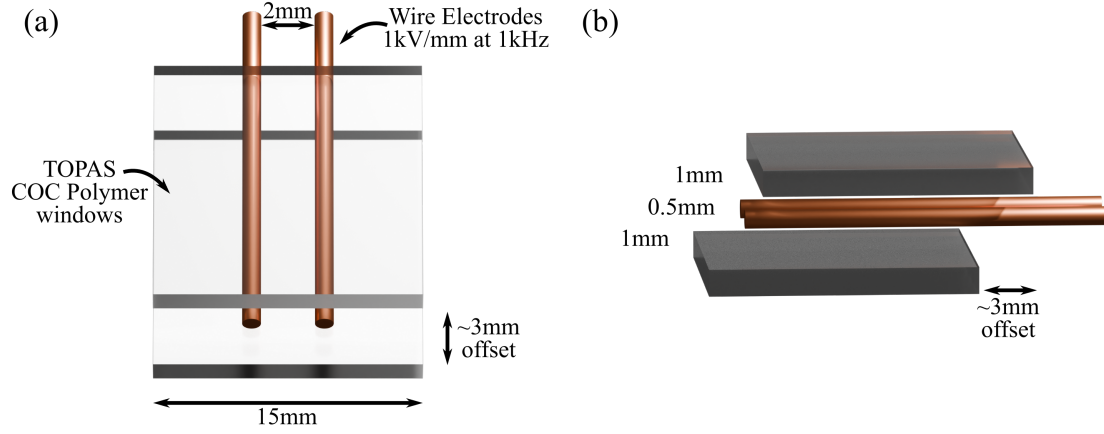 (a)
2mm
Wire Electrodes
1kV/mm at 1kHz
TOPAS
COC Polymer
windows
~3mm
offset
15mm
(b)
1mm
0.5mm
1mm
~3mm
offset